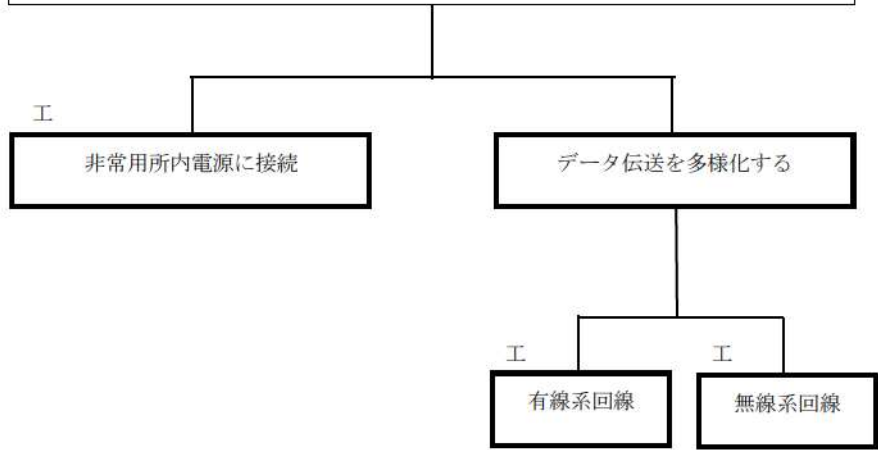 工
非常用所内電源に接続
データ伝送を多様化する
工
工
有線系回線
無線系回線